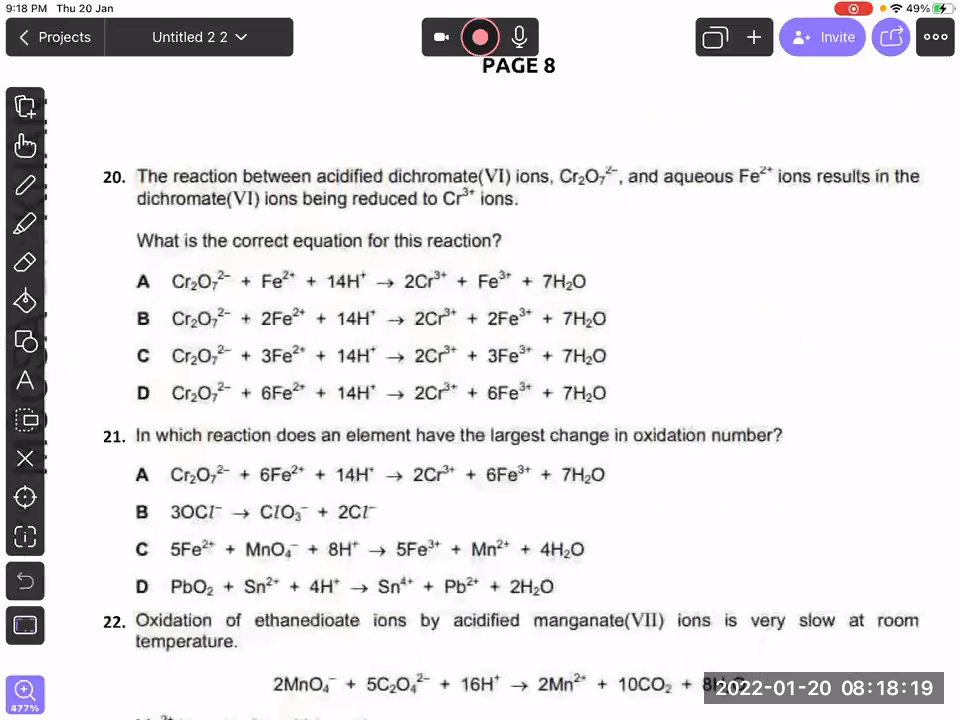 9:18 PM Thu 20 Jan
49%
Projects
Untitled 2 2
Invite
PAGE 8
20. The reaction between acidified dichromate(VI) ions, Cr₂O₇²⁻, and aqueous Fe²⁺ ions results in the
dichromate(VI) ions being reduced to Cr³⁺ ions.
What is the correct equation for this reaction?
A Cr₂O₇²⁻ + Fe²⁺ + 14H⁺ → 2Cr³⁺ + Fe³⁺ + 7H₂O
B Cr₂O₇²⁻ + 2Fe²⁺ + 14H⁺ → 2Cr³⁺ + 2Fe³⁺ + 7H₂O
C Cr₂O₇²⁻ + 3Fe²⁺ + 14H⁺ → 2Cr³⁺ + 3Fe³⁺ + 7H₂O
D Cr₂O₇²⁻ + 6Fe²⁺ + 14H⁺ → 2Cr³⁺ + 6Fe³⁺ + 7H₂O
21. In which reaction does an element have the largest change in oxidation number?
A Cr₂O₇²⁻ + 6Fe²⁺ + 14H⁺ → 2Cr³⁺ + 6Fe³⁺ + 7H₂O
B 3OCl⁻ → ClO₃⁻ + 2Cl⁻
C 5Fe²⁺ + MnO₄⁻ + 8H⁺ → 5Fe³⁺ + Mn²⁺ + 4H₂O
D PbO₂ + Sn²⁺ + 4H⁺ → Sn⁴⁺ + Pb²⁺ + 2H₂O
22. Oxidation of ethanedioate ions by acidified manganate(VII) ions is very slow at room
temperature.
2MnO₄⁻ + 5C₂O₄²⁻ + 16H⁺ → 2Mn²⁺ + 10CO₂ +
2022-01-20 08:18:19
477%